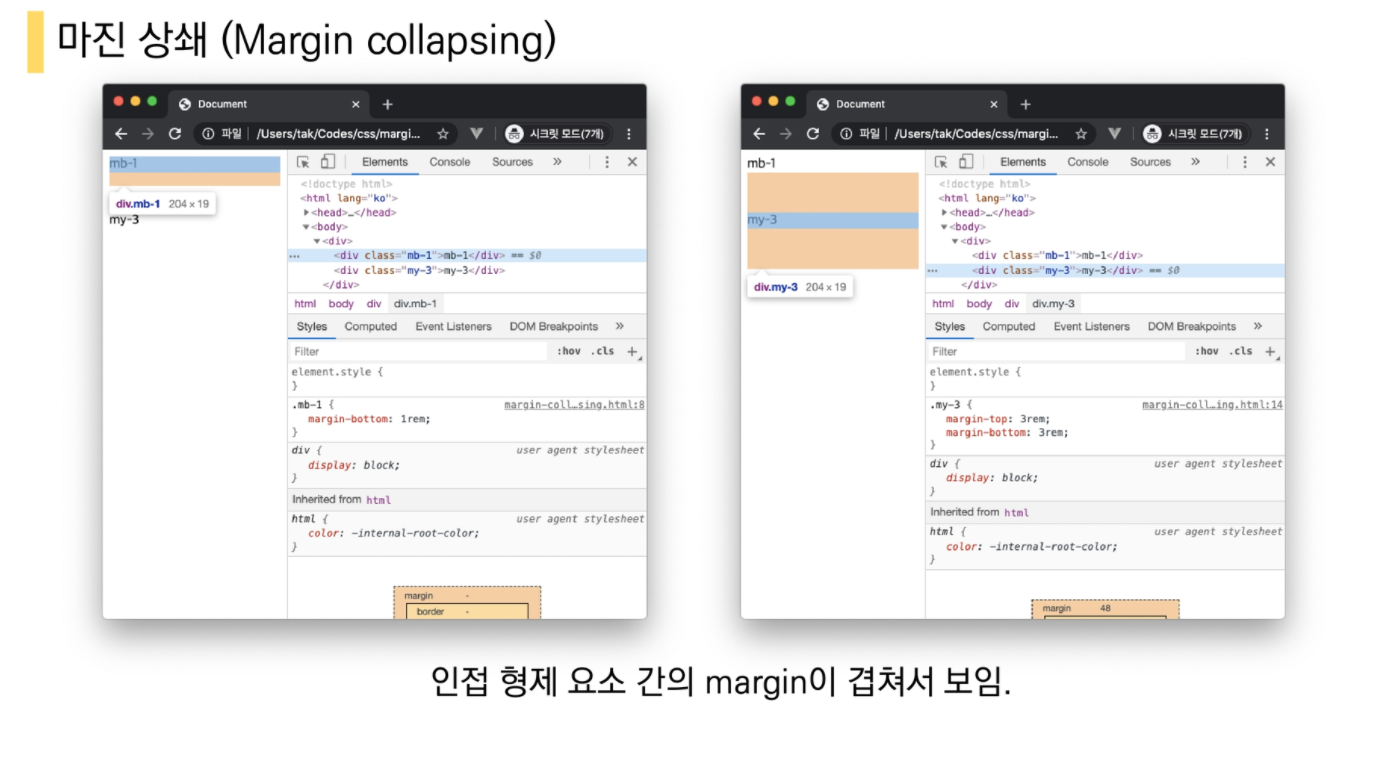 마진 상쇄 (Margin collapsing)
Document
파일 /Users/tak/Codes/css/margi... 시크릿 모드(7개)
mb-1
div.mb-1 204 × 19
my-3
Elements Console Sources »
<!doctype html>
<html lang="ko">
<head>…</head>
<body>
<div>
<div class="mb-1">mb-1</div> == $0
<div class="my-3">my-3</div>
</div>
html body div div.mb-1
Styles Computed Event Listeners DOM Breakpoints »
Filter :hov .cls +
element.style {
}
.mb-1 { margin-coll…sing.html:8
margin-bottom: 1rem;
}
div { user agent stylesheet
display: block;
}
Inherited from html
html { user agent stylesheet
color: -internal-root-color;
}
margin -
border -
Document
파일 /Users/tak/Codes/css/margi... 시크릿 모드(7개)
mb-1
my-3
div.my-3 204 × 19
Elements Console Sources »
<!doctype html>
<html lang="ko">
<head>…</head>
<body>
<div>
<div class="mb-1">mb-1</div>
<div class="my-3">my-3</div> == $0
</div>
html body div div.my-3
Styles Computed Event Listeners DOM Breakpoints »
Filter :hov .cls +
element.style {
}
.my-3 { margin-coll…ing.html:14
margin-top: 3rem;
margin-bottom: 3rem;
}
div { user agent stylesheet
display: block;
}
Inherited from html
html { user agent stylesheet
color: -internal-root-color;
}
margin 48
인접 형제 요소 간의 margin이 겹쳐서 보임.